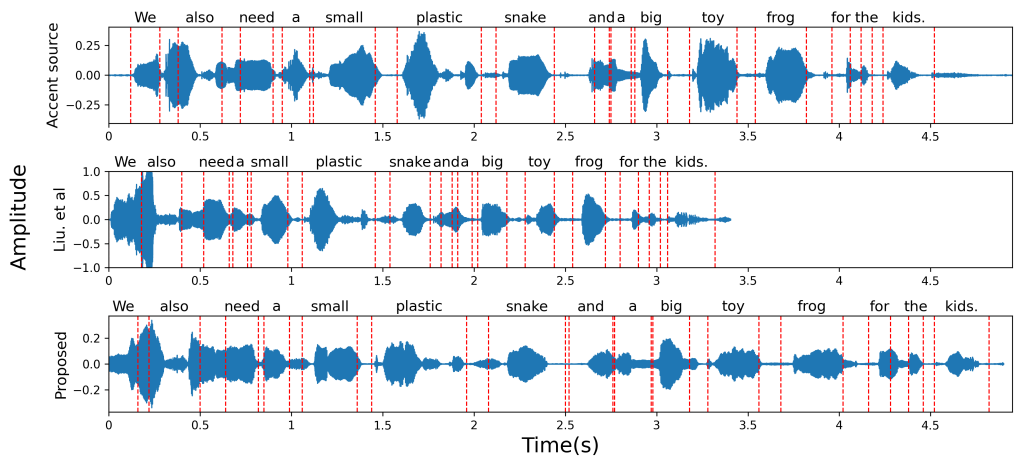 We also need a small plastic snake and a big toy frog for the kids.
Accent source
0.25
0.00
−0.25
0 0.5 1 1.5 2 2.5 3 3.5 4 4.5
We also need a small plastic snake and a big toy frog for the kids.
Amplitude
Liu. et al
1.0
0.5
0.0
−0.5
−1.0
0 0.5 1 1.5 2 2.5 3 3.5 4 4.5
We also need a small plastic snake and a big toy frog for the kids.
Proposed
0.2
0.0
−0.2
0 0.5 1 1.5 2 2.5 3 3.5 4 4.5
Time(s)